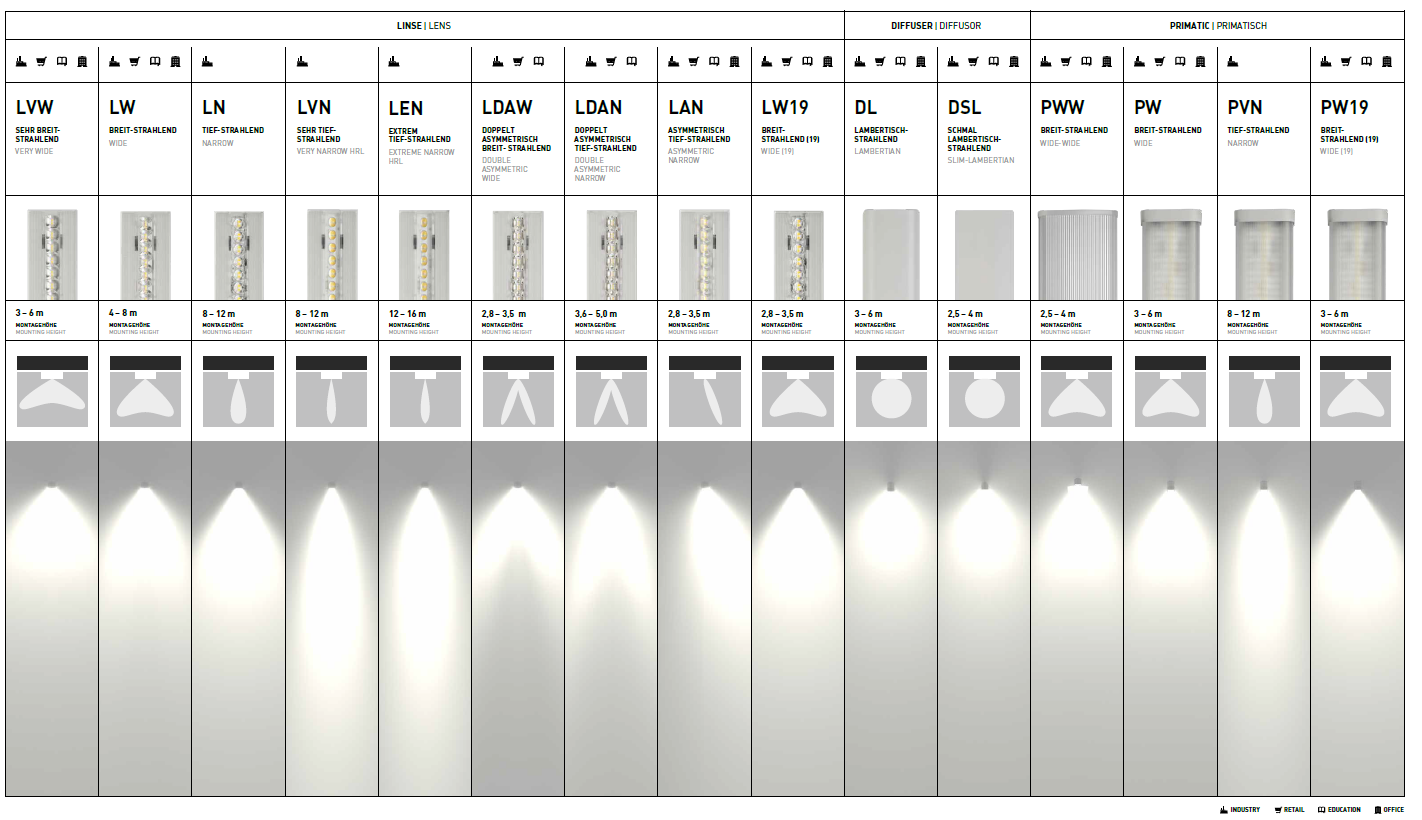 LINSE | LENS
DIFFUSER | DIFFUSOR
PRIMATIC | PRIMATISCH
LVW
SEHR BREIT-
STRAHLEND
VERY WIDE
LW
BREIT-STRAHLEND
WIDE
LN
TIEF-STRAHLEND
NARROW
LVN
SEHR TIEF-
STRAHLEND
VERY NARROW HRL
LEN
EXTREM
TIEF-STRAHLEND
EXTREME NARROW
HRL
LDAW
DOPPELT
ASYMMETRISCH
BREIT- STRAHLEND
DOUBLE
ASYMMETRIC
WIDE
LDAN
DOPPELT
ASYMMETRISCH
TIEF-STRAHLEND
DOUBLE
ASYMMETRIC
NARROW
LAN
ASYMMETRISCH
TIEF-STRAHLEND
ASYMMETRIC
NARROW
LW19
BREIT-
STRAHLEND (19)
WIDE (19)
DL
LAMBERTISCH-
STRAHLEND
LAMBERTIAN
DSL
SCHMAL
LAMBERTISCH-
STRAHLEND
SLIM-LAMBERTIAN
PWW
BREIT-STRAHLEND
WIDE-WIDE
PW
BREIT-STRAHLEND
WIDE
PVN
TIEF-STRAHLEND
NARROW
PW19
BREIT-
STRAHLEND (19)
WIDE (19)
3 – 6 m
MONTAGEHÖHE
MOUNTING HEIGHT
4 – 8 m
MONTAGEHÖHE
MOUNTING HEIGHT
8 – 12 m
MONTAGEHÖHE
MOUNTING HEIGHT
8 – 12 m
MONTAGEHÖHE
MOUNTING HEIGHT
12 – 16 m
MONTAGEHÖHE
MOUNTING HEIGHT
2,8 – 3,5 m
MONTAGEHÖHE
MOUNTING HEIGHT
3,6 – 5,0 m
MONTAGEHÖHE
MOUNTING HEIGHT
2,8 – 3,5 m
MONTAGEHÖHE
MOUNTING HEIGHT
2,8 – 3,5 m
MONTAGEHÖHE
MOUNTING HEIGHT
3 – 6 m
MONTAGEHÖHE
MOUNTING HEIGHT
2,5 – 4 m
MONTAGEHÖHE
MOUNTING HEIGHT
2,5 – 4 m
MONTAGEHÖHE
MOUNTING HEIGHT
3 – 6 m
MONTAGEHÖHE
MOUNTING HEIGHT
8 – 12 m
MONTAGEHÖHE
MOUNTING HEIGHT
3 – 6 m
MONTAGEHÖHE
MOUNTING HEIGHT
INDUSTRY RETAIL EDUCATION OFFICE